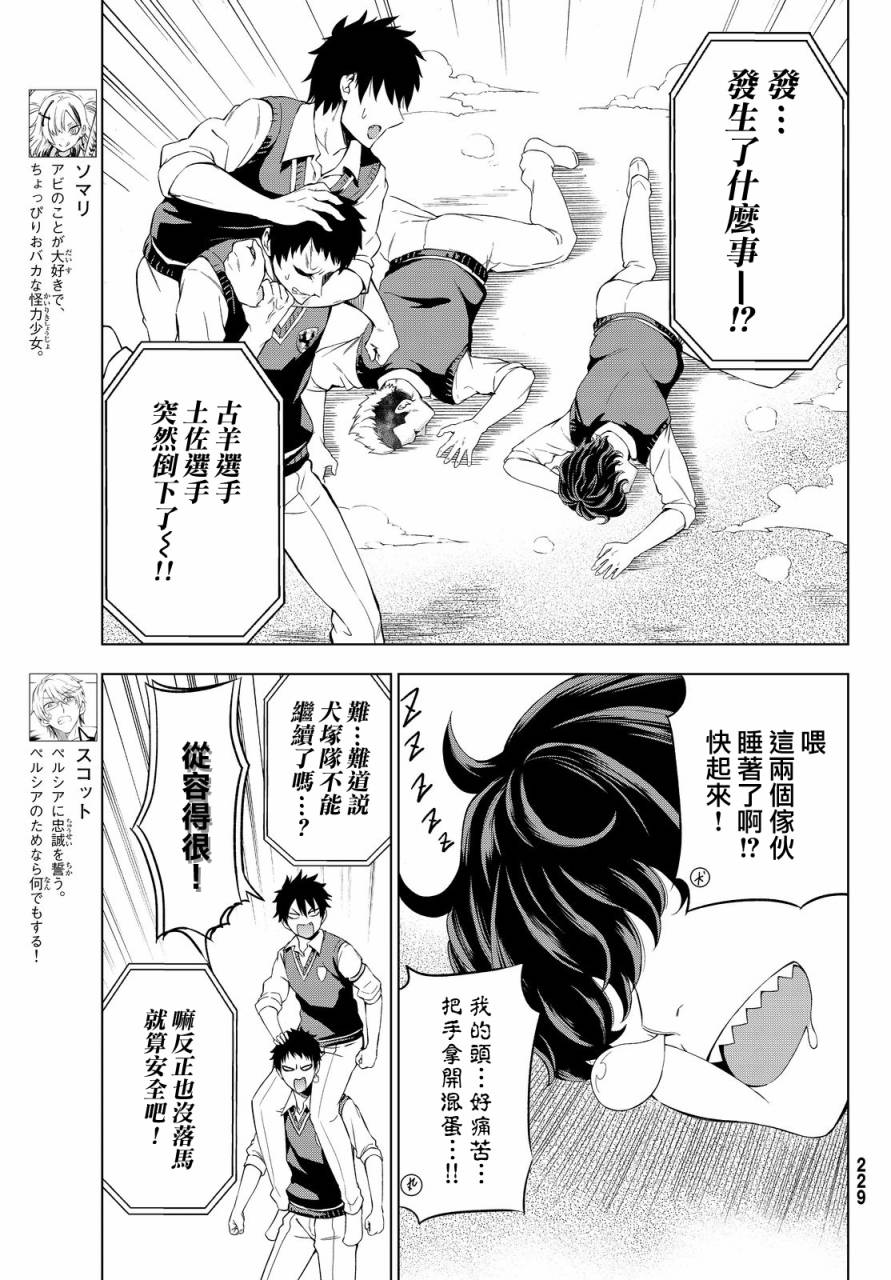 發…
發生了什麼事—!?
古羊選手
土佐選手
突然倒下了～!!
喂
這兩個傢伙
睡著了啊!?
快起來！
犬
Z Z Z Z Z
我的頭…好痛苦…
把手拿開混蛋…!!
丸
難…難道說
犬塚隊不能
繼續了嗎…?
從容得很！
嘛反正也沒落馬
就算安全吧！
ソマリ
アビのことが大好きで、
ちょっぴりおバカな怪力少女。
スコット
ペルシアに忠誠を誓う。
ペルシアのためなら何でもする！
229